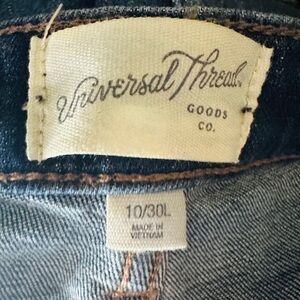 Universal Thread
GOODS
CO.
10/30L
MADE IN
VIETNAM